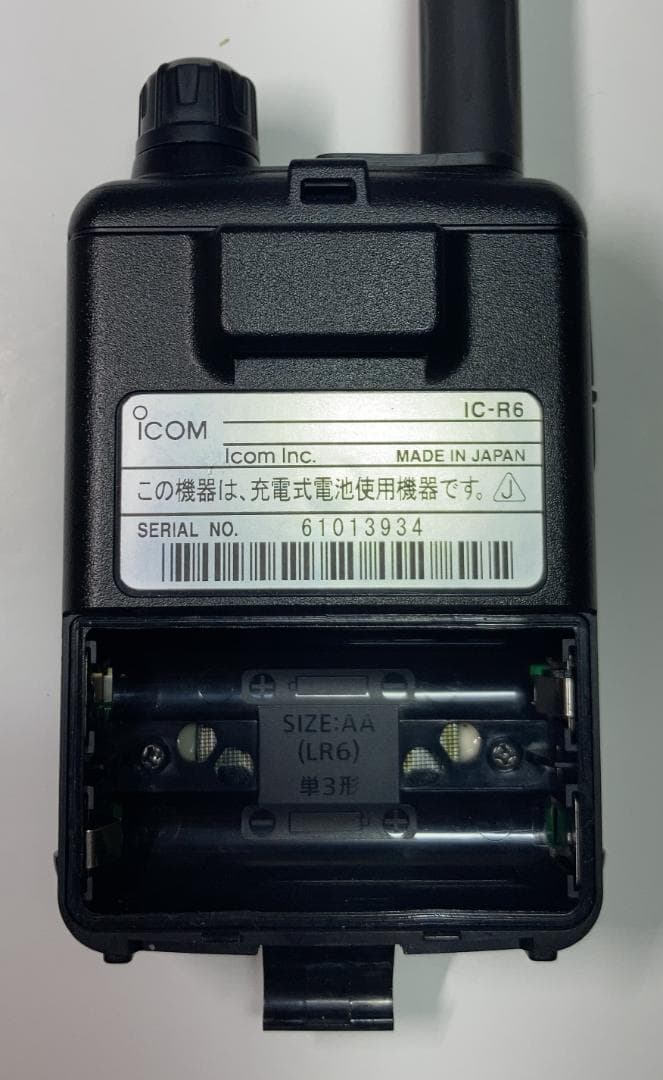 IC-R6
ICOM
Icom Inc. MADE IN JAPAN
この機器は、充電式電池使用機器です。 J
SERIAL NO. 61013934
+ −
SIZE:AA
(LR6)
単3形
− +